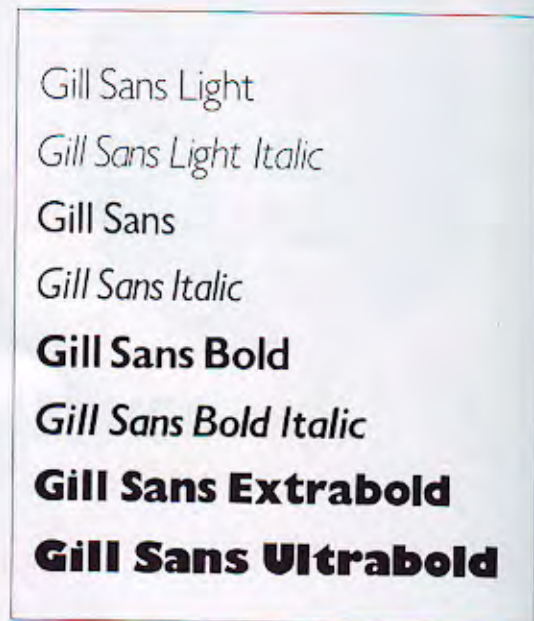 Gill Sans Light
Gill Sans Light Italic
Gill Sans
Gill Sans Italic
Gill Sans Bold
Gill Sans Bold Italic
Gill Sans Extrabold
Gill Sans Ultrabold